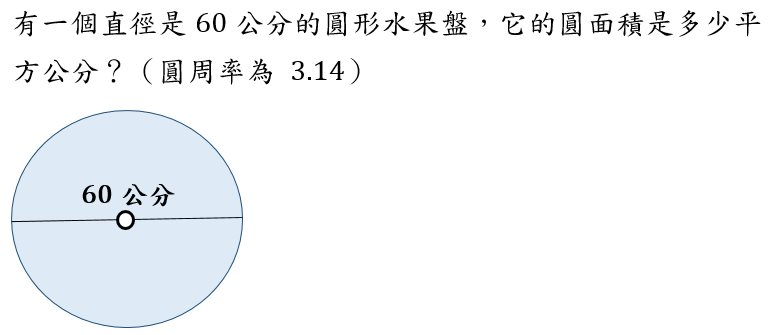 有一個直徑是 60 公分的圓形水果盤，它的圓面積是多少平
方公分？（圓周率為 3.14）
60 公分